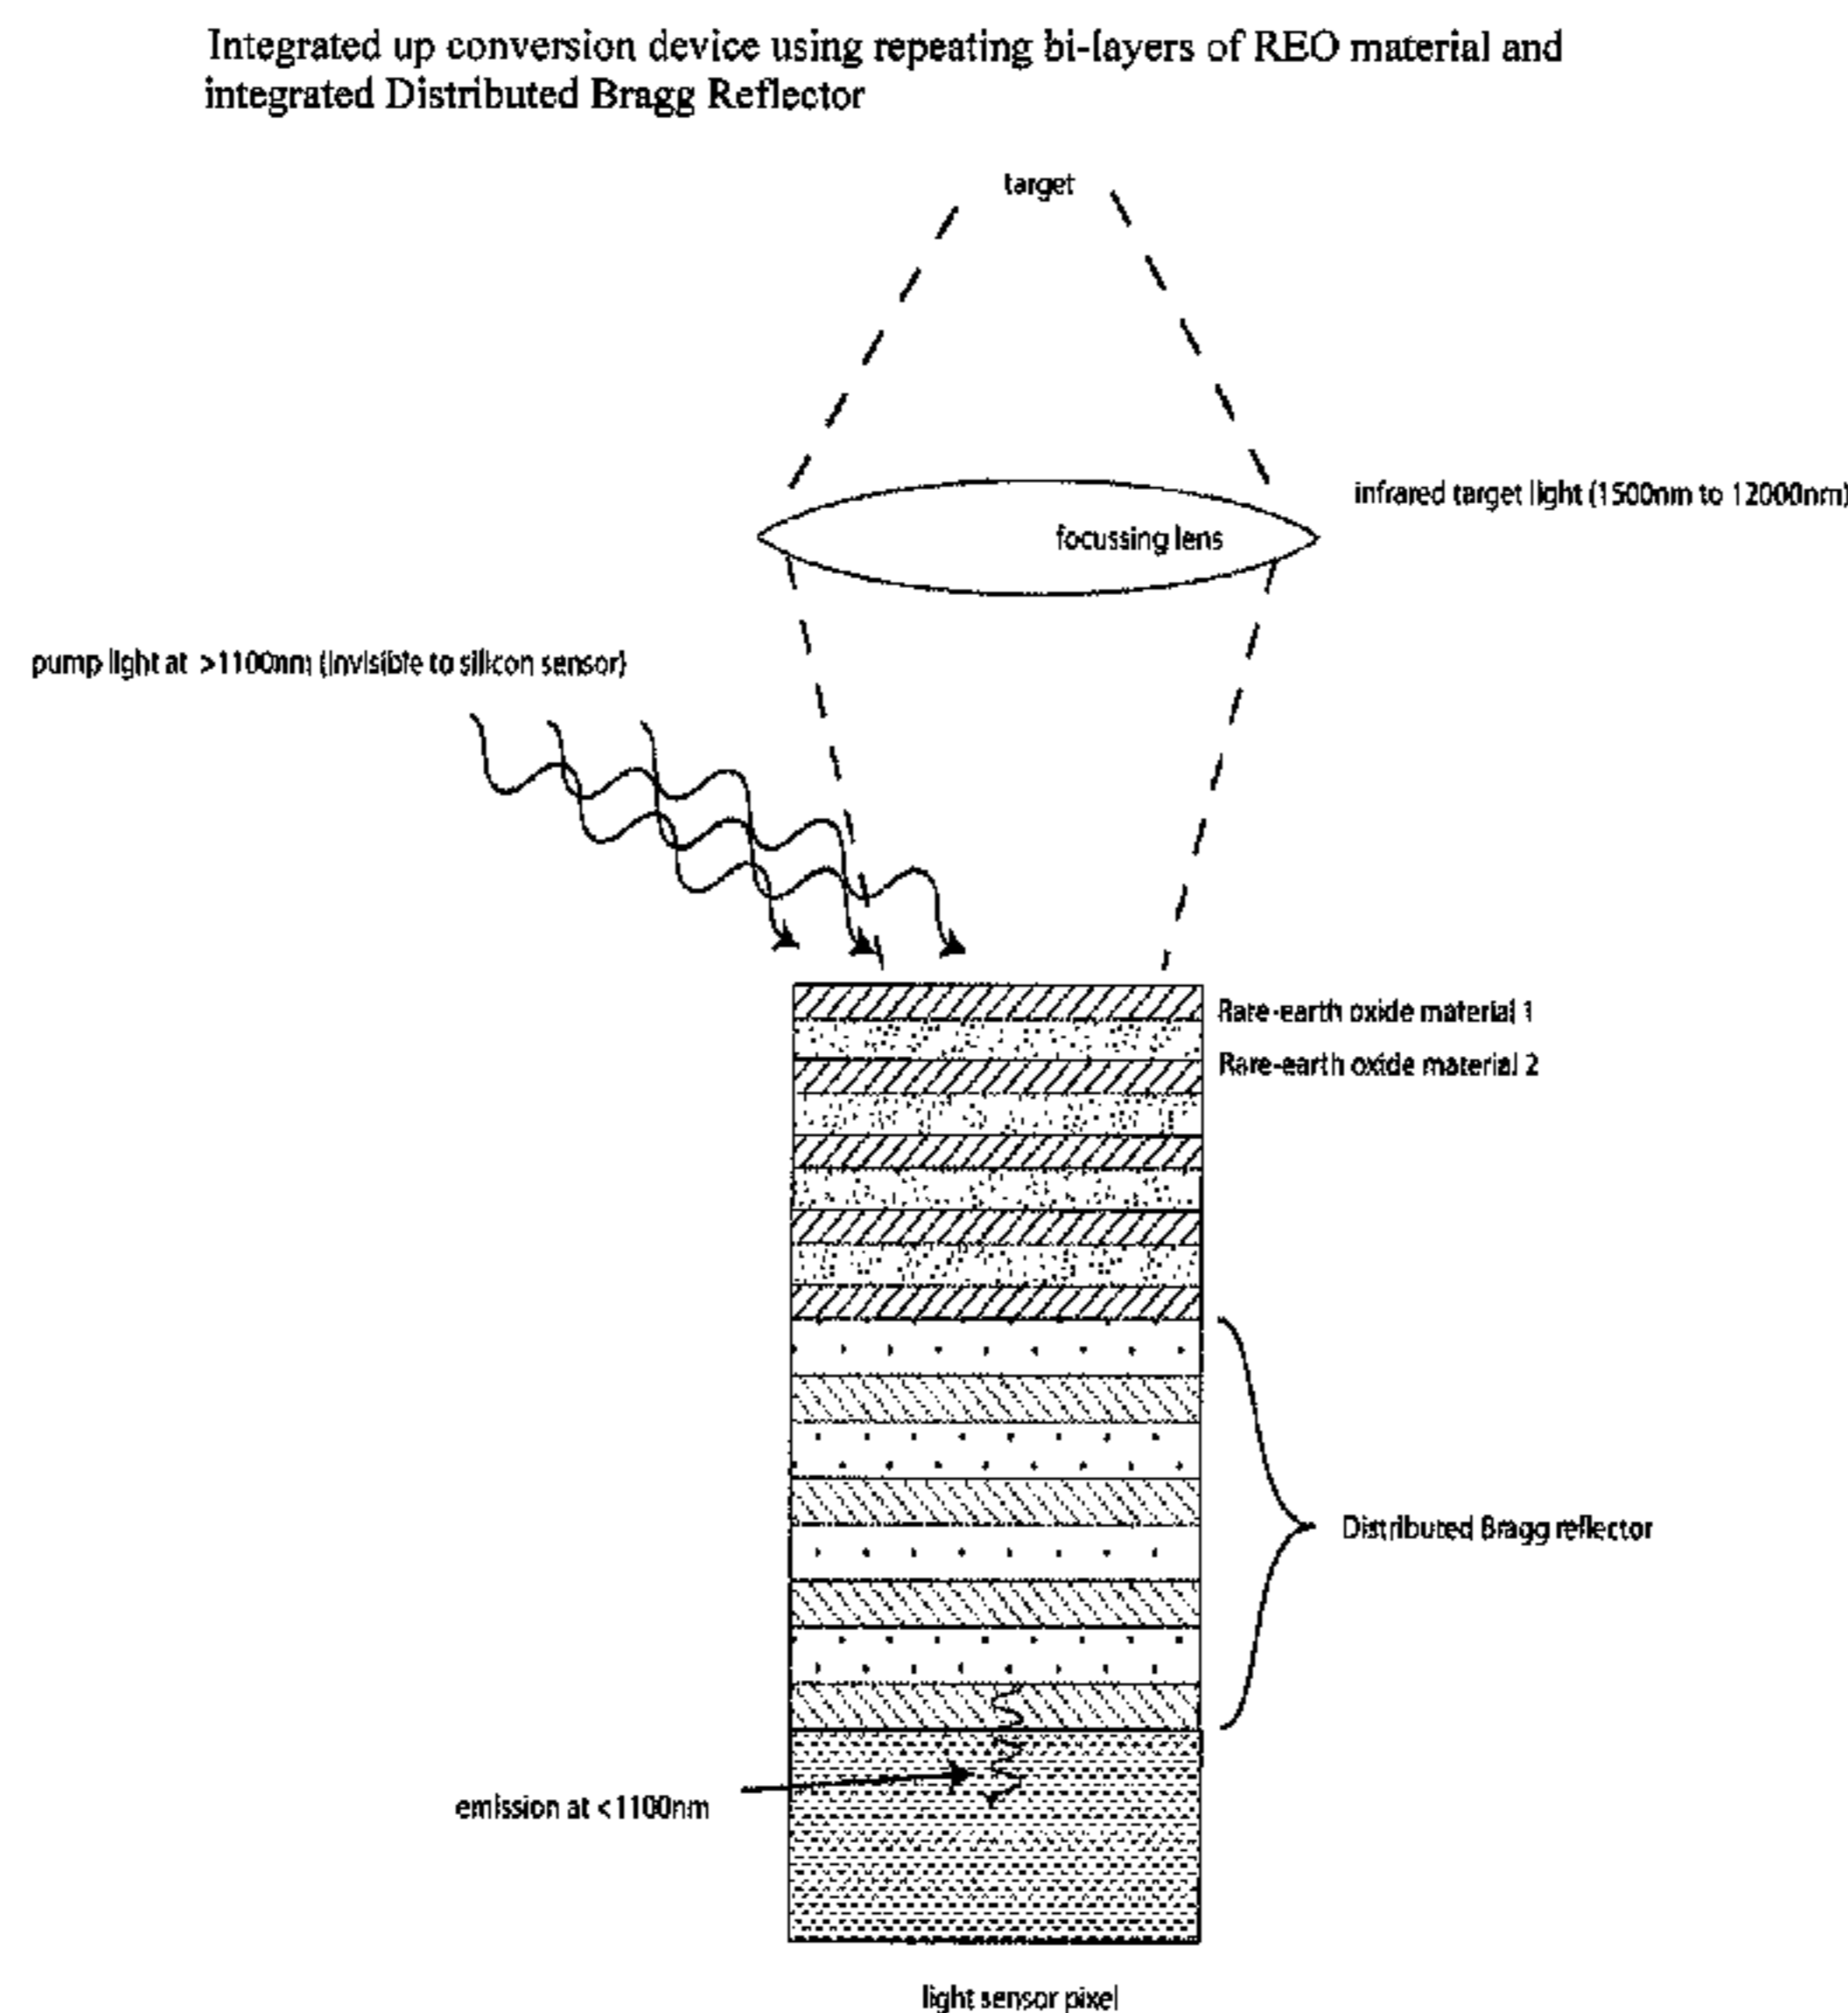 Integrated up conversion device using repeating bi-layers of REO material and
integrated Distributed Bragg Reflector
target
infrared target light (1500nm to 12000nm)
focussing lens
pump light at >1100nm (invisible to silicon sensor)
Rare-earth oxide material 1
Rare-earth oxide material 2
Distributed Bragg reflector
emission at <1100nm
light sensor pixel